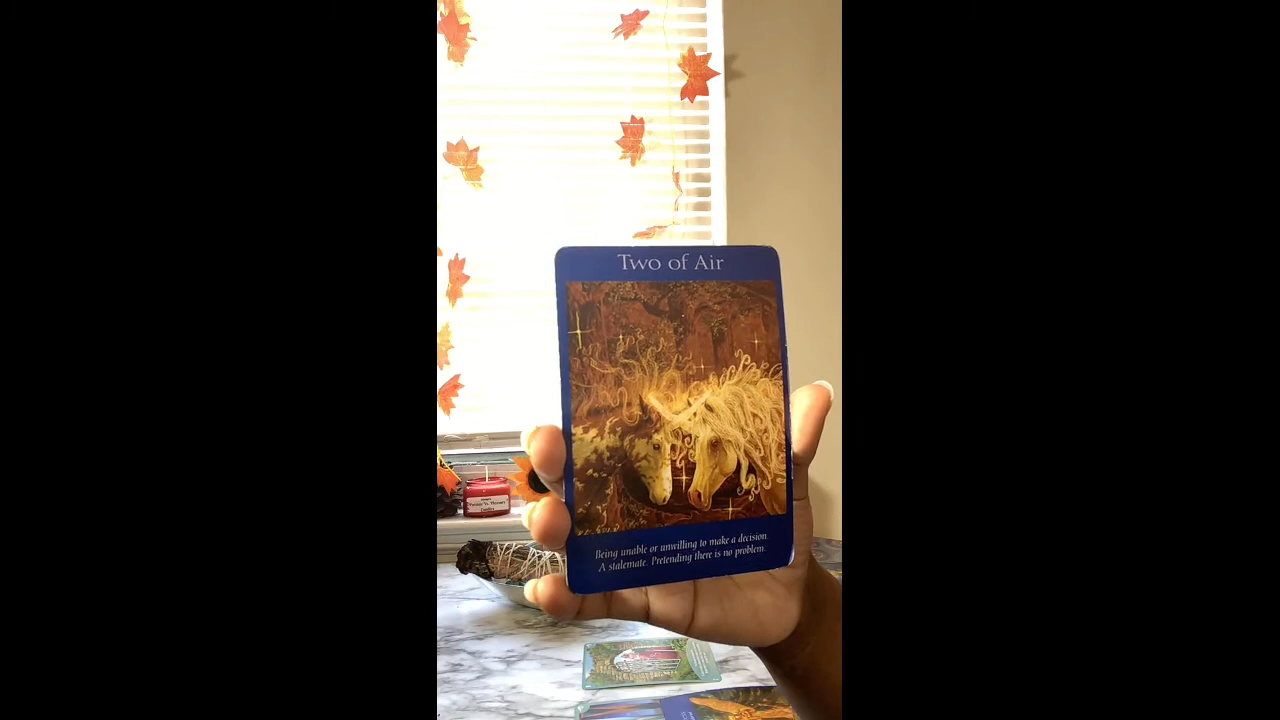 Two of Air
Being unable or unwilling to make a decision.
A stalemate. Pretending there is no problem.